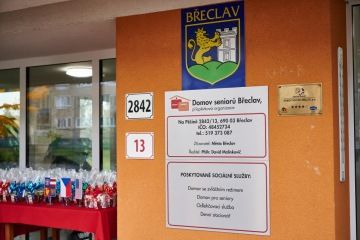 BŘECLAV
2842
13
Domov seniorů Břeclav,
příspěvková organizace
Na Pěšině 2842/13, 690 03 Břeclav
IČO: 48452734
tel.: 519 373 087
Zřizovatel: Město Břeclav
Ředitel: PhDr. David Malinkovič
POSKYTOVANÉ SOCIÁLNÍ SLUŽBY:
Domov se zvláštním režimem
Domov pro seniory
Odlehčovací služba
Denní stacionář